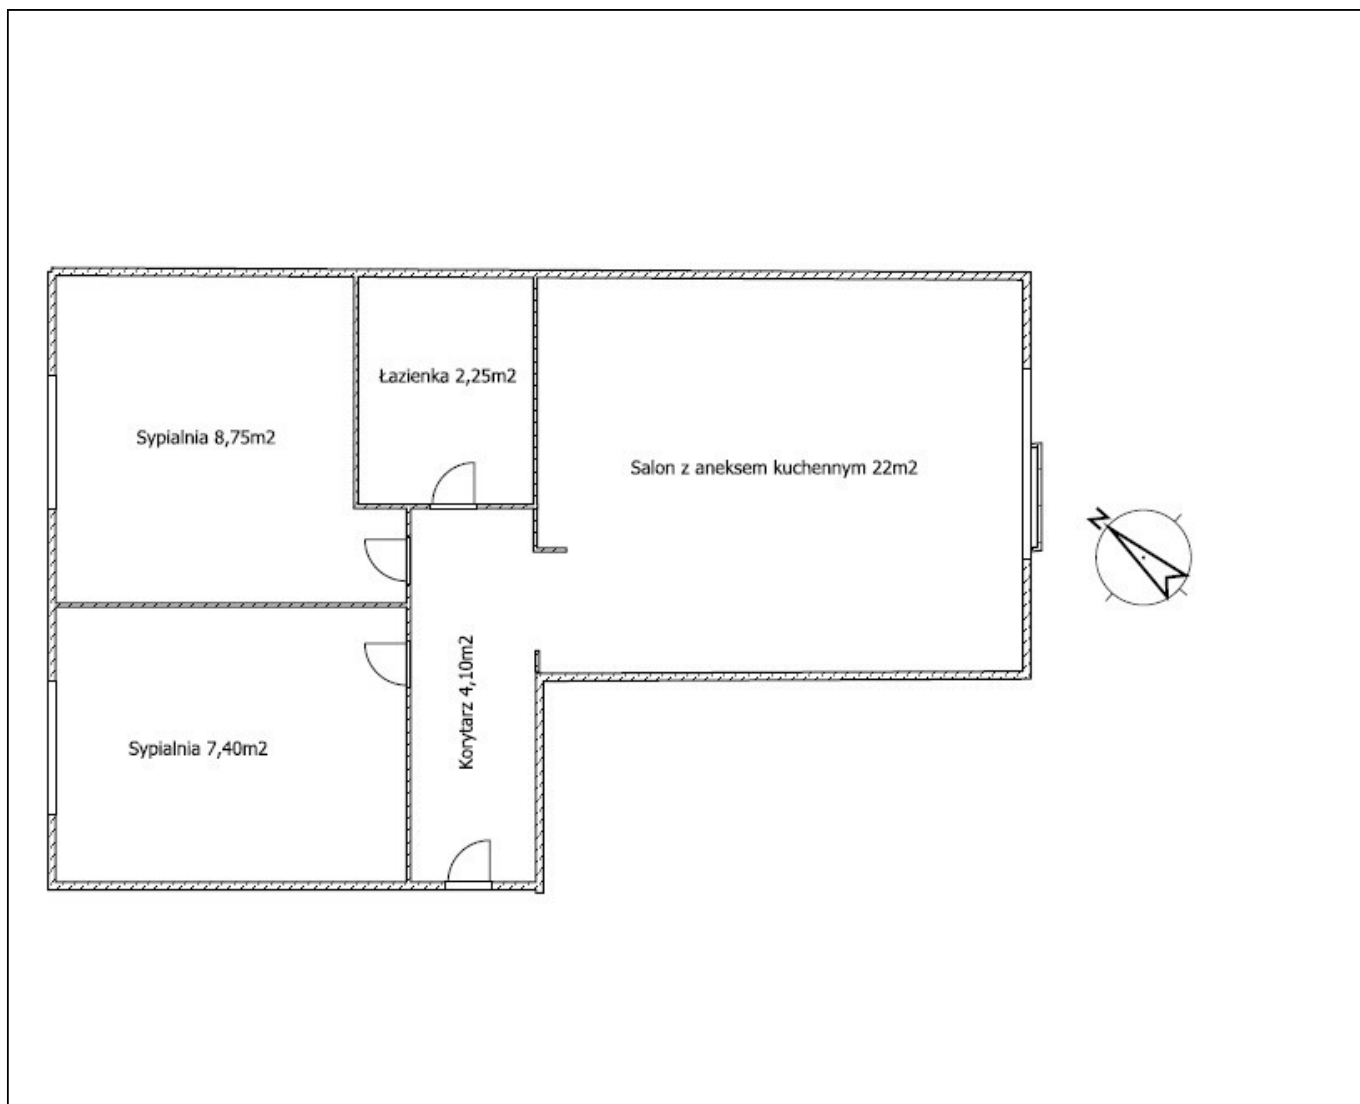 Łazienka 2,25m2
Sypialnia 8,75m2
Salon z aneksem kuchennym 22m2
N
Korytarz 4,10m2
Sypialnia 7,40m2